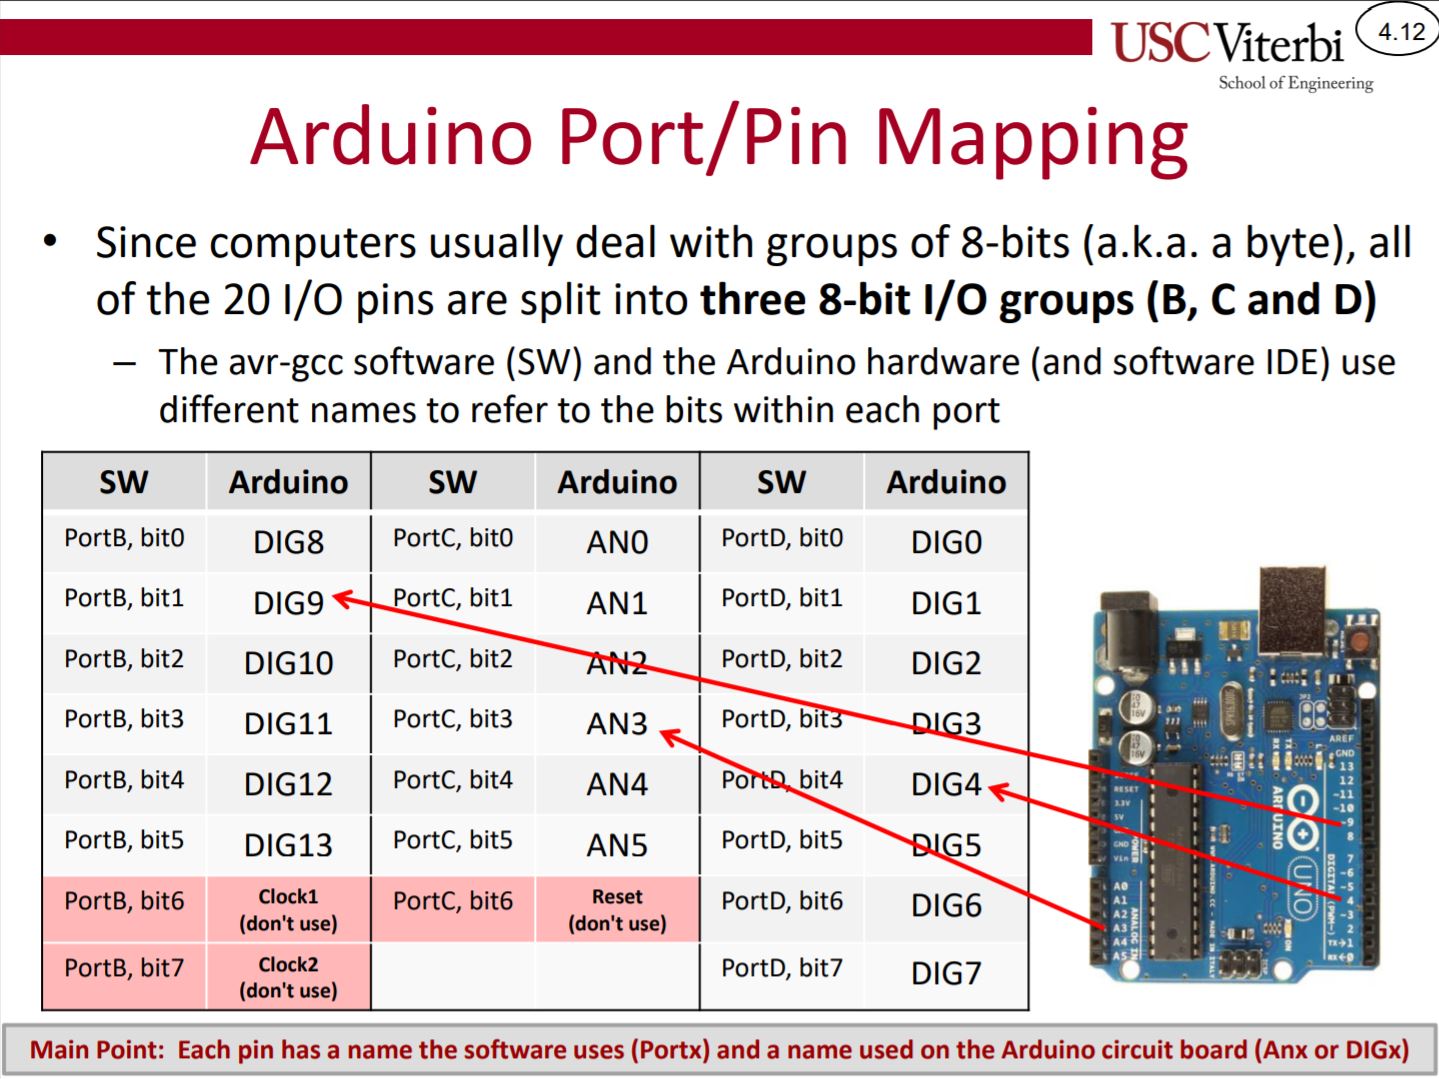 USC Viterbi
School of Engineering
4.12
Arduino Port/Pin Mapping
• Since computers usually deal with groups of 8-bits (a.k.a. a byte), all
of the 20 I/O pins are split into three 8-bit I/O groups (B, C and D)
– The avr-gcc software (SW) and the Arduino hardware (and software IDE) use
different names to refer to the bits within each port
SW Arduino SW Arduino SW Arduino
PortB, bit0 DIG8 PortC, bit0 AN0 PortD, bit0 DIG0
PortB, bit1 DIG9 PortC, bit1 AN1 PortD, bit1 DIG1
PortB, bit2 DIG10 PortC, bit2 AN2 PortD, bit2 DIG2
PortB, bit3 DIG11 PortC, bit3 AN3 PortD, bit3 DIG3
PortB, bit4 DIG12 PortC, bit4 AN4 PortD, bit4 DIG4
PortB, bit5 DIG13 PortC, bit5 AN5 PortD, bit5 DIG5
PortB, bit6 Clock1 PortC, bit6 Reset PortD, bit6 DIG6
(don't use) (don't use)
PortB, bit7 Clock2 PortD, bit7 DIG7
(don't use)
AREF
GND
13
12
~11
~10
~9
8
7
~6
~5
4
~3
2
TX→1
RX←0
RESET
3.3V
5V
GND
Vin
POWER
A0
A1
A2
A3
A4
A5
ANALOG IN
DIGITAL (PWM~)
ARDUINO
UNO
ON
Main Point: Each pin has a name the software uses (Portx) and a name used on the Arduino circuit board (Anx or DIGx)